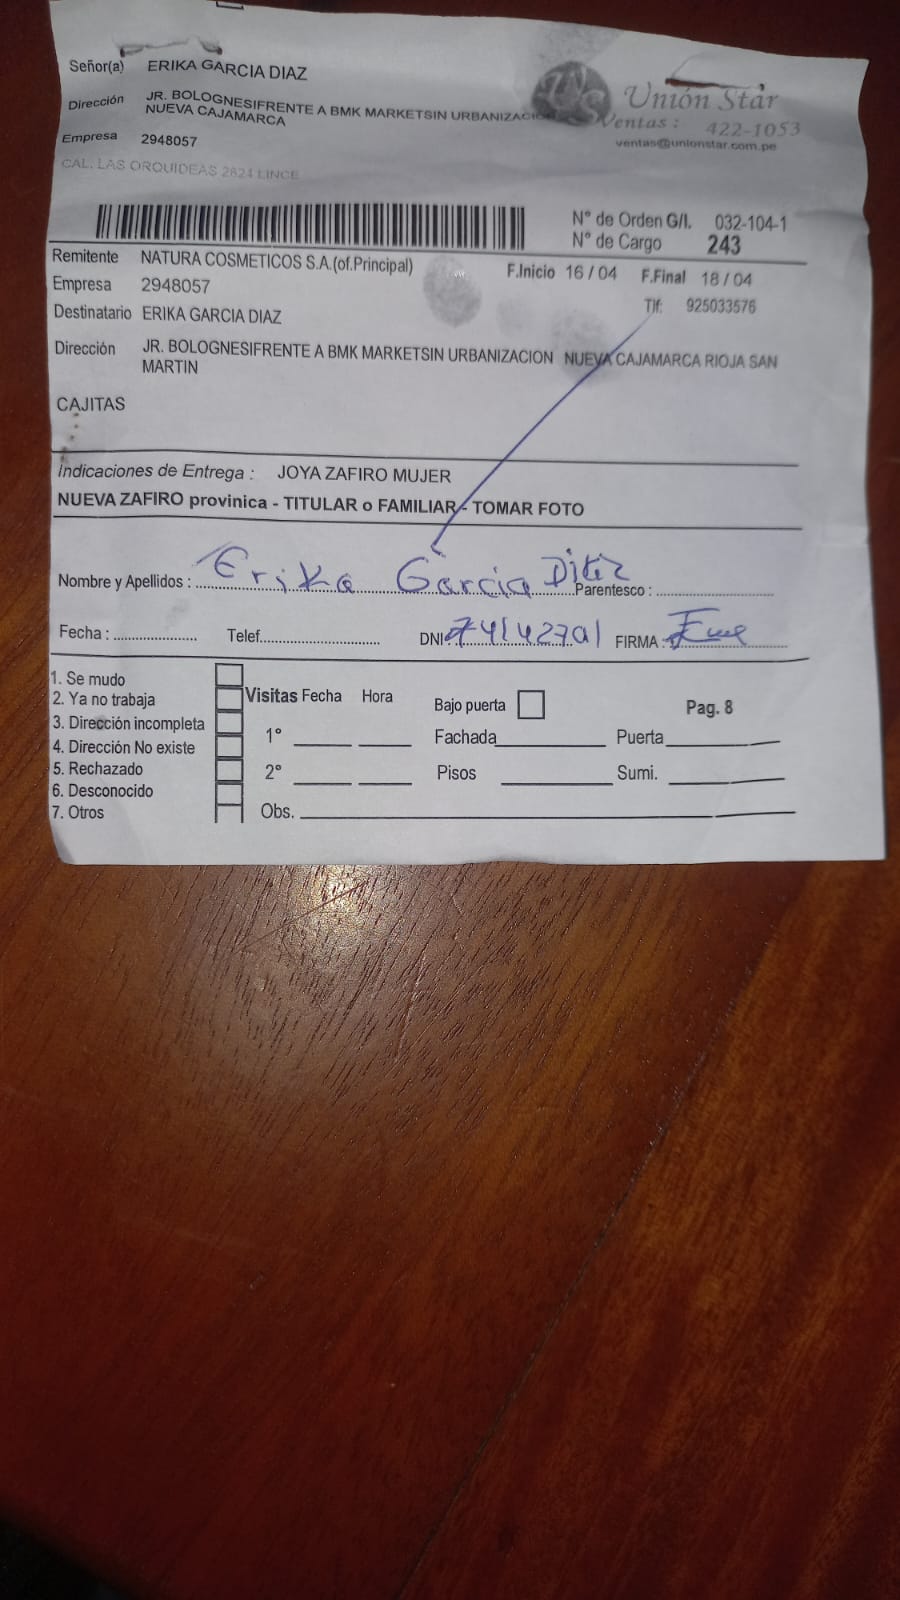 Señor(a) ERIKA GARCIA DIAZ
Dirección JR. BOLOGNESIFRENTE A BMK MARKETSIN URBANIZACIO
NUEVA CAJAMARCA
Empresa 2948057
CAL. LAS ORQUIDEAS 2824 LINCE
Unión Star
Ventas : 422-1053
ventas@unionstar.com.pe
N° de Orden G/I. 032-104-1
N° de Cargo 243
Remitente NATURA COSMETICOS S.A.(of.Principal)
F.Inicio 16 / 04 F.Final 18 / 04
Empresa 2948057
Tlf: 925033576
Destinatario ERIKA GARCIA DIAZ
Dirección JR. BOLOGNESIFRENTE A BMK MARKETSIN URBANIZACION NUEVA CAJAMARCA RIOJA SAN
MARTIN
CAJITAS
Indicaciones de Entrega : JOYA ZAFIRO MUJER
NUEVA ZAFIRO provinica - TITULAR o FAMILIAR - TOMAR FOTO
Nombre y Apellidos : Erika Garcia Parentesco :
Fecha : Telef. DNI: FIRMA :
1. Se mudo
2. Ya no trabaja
3. Dirección incompleta
4. Dirección No existe
5. Rechazado
6. Desconocido
7. Otros
Visitas Fecha Hora
1°
2°
Obs.
Bajo puerta
Pag. 8
Fachada Puerta
Pisos Sumi.